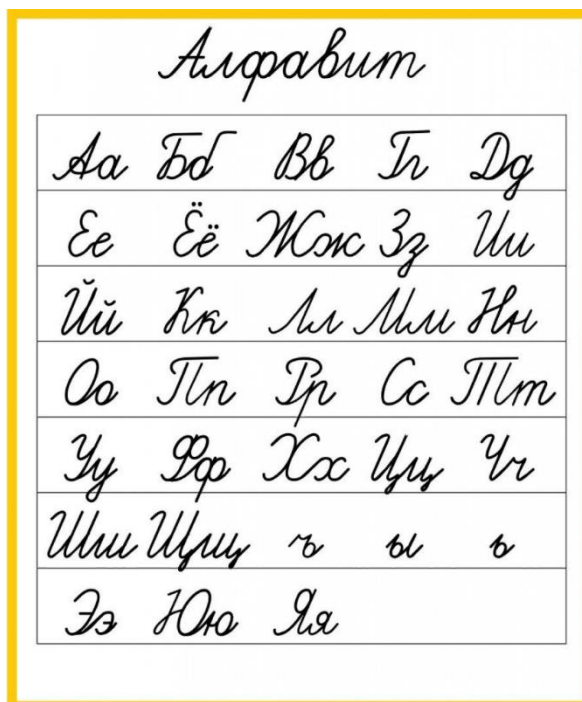 Алфавит
Аа Бб Вв Гг Дд
Ее Ёё Жж Зз Ии
Йй Кк Лл Мм Нн
Оо Пп Рр Сс Тт
Уу Фф Хх Цц Чч
Шш Щщ ъ ы ь
Ээ Юю Яя